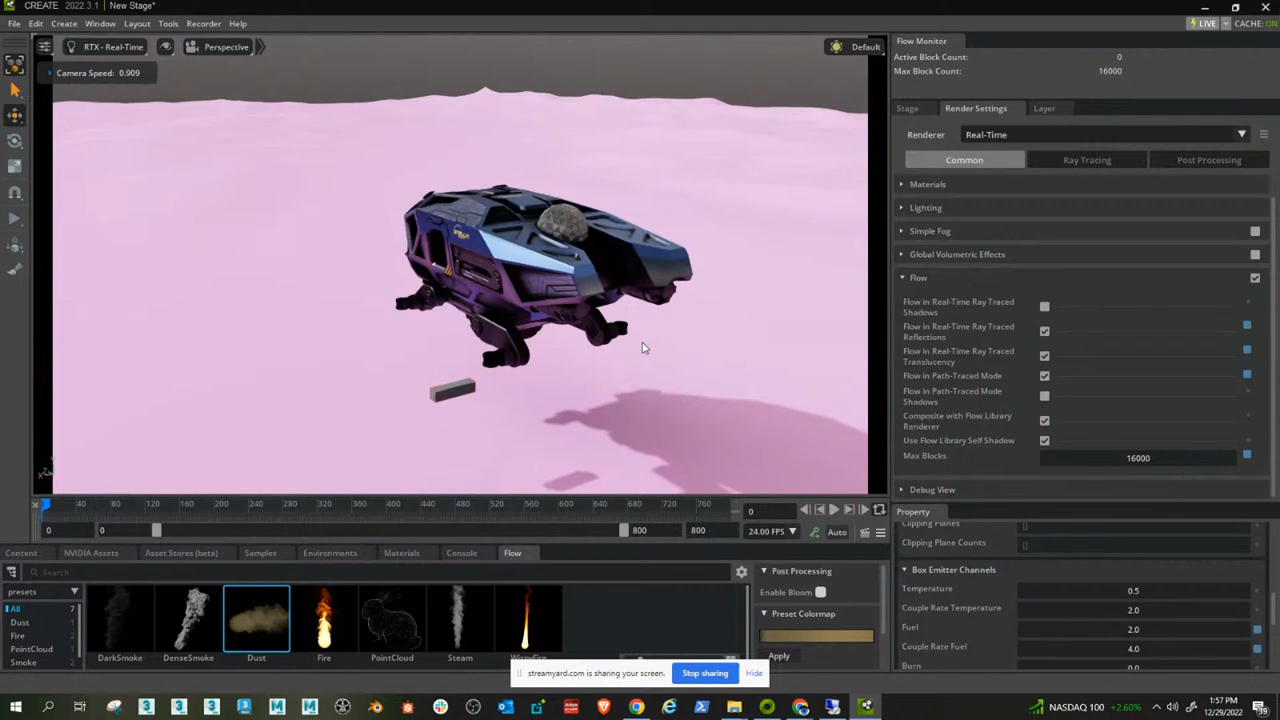 CREATE 2022.3.1 New Stage*
File Edit Create Window Layout Tools Recorder Help
LIVE CACHE: ON
RTX - Real-Time Perspective Default
Camera Speed: 0.909
Flow Monitor
Active Block Count: 0
Max Block Count: 16000
Stage Render Settings Layer
Renderer Real-Time
Common Ray Tracing Post Processing
Materials
Lighting
Simple Fog
Global Volumetric Effects
Flow
Flow in Real-Time Ray Traced
Shadows
Flow in Real-Time Ray Traced
Reflections
Flow in Real-Time Ray Traced
Translucency
Flow in Path-Traced Mode
Flow in Path-Traced Mode
Shadows
Composite with Flow Library
Renderer
Use Flow Library Self Shadow
Max Blocks 16000
Debug View
0 40 80 120 160 200 240 280 320 360 400 440 480 520 560 600 640 680 720 760 0
0 0 800 800 24.00 FPS Auto
Property
Clipping Planes []
Clipping Plane Counts []
Box Emitter Channels
Temperature 0.5
Couple Rate Temperature 2.0
Fuel 2.0
Couple Rate Fuel 4.0
Burn 0.0
Content NVIDIA Assets Asset Stores (beta) Samples Environments Materials Console Flow
Search
presets
All 7
Dust
Fire
PointCloud
Smoke
DarkSmoke DenseSmoke Dust Fire PointCloud Steam WispyFire
Post Processing
Enable Bloom
Preset Colormap
Apply
streamyard.com is sharing your screen. Stop sharing Hide
NASDAQ 100 +2.60%
1:57 PM
12/29/2022